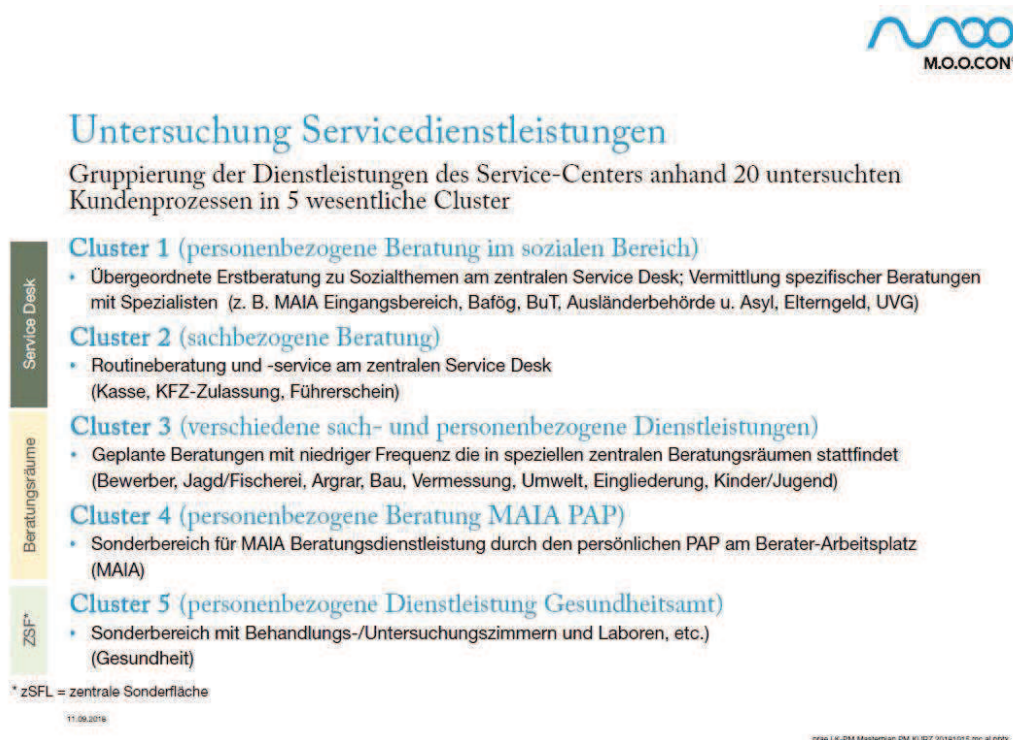 M.O.O.CON®
Untersuchung Servicedienstleistungen
Gruppierung der Dienstleistungen des Service-Centers anhand 20 untersuchten
Kundenprozessen in 5 wesentliche Cluster
Service Desk
Cluster 1 (personenbezogene Beratung im sozialen Bereich)
• Übergeordnete Erstberatung zu Sozialthemen am zentralen Service Desk; Vermittlung spezifischer Beratungen
mit Spezialisten (z. B. MAIA Eingangsbereich, Bafög, BuT, Ausländerbehörde u. Asyl, Elterngeld, UVG)
Cluster 2 (sachbezogene Beratung)
• Routineberatung und -service am zentralen Service Desk
(Kasse, KFZ-Zulassung, Führerschein)
Beratungsräume
Cluster 3 (verschiedene sach- und personenbezogene Dienstleistungen)
• Geplante Beratungen mit niedriger Frequenz die in speziellen zentralen Beratungsräumen stattfindet
(Bewerber, Jagd/Fischerei, Argrar, Bau, Vermessung, Umwelt, Eingliederung, Kinder/Jugend)
Cluster 4 (personenbezogene Beratung MAIA PAP)
• Sonderbereich für MAIA Beratungsdienstleistung durch den persönlichen PAP am Berater-Arbeitsplatz
(MAIA)
ZSF*
Cluster 5 (personenbezogene Dienstleistung Gesundheitsamt)
• Sonderbereich mit Behandlungs-/Untersuchungszimmern und Laboren, etc.)
(Gesundheit)
* zSFL = zentrale Sonderfläche
PM Masterplan PM KURZ